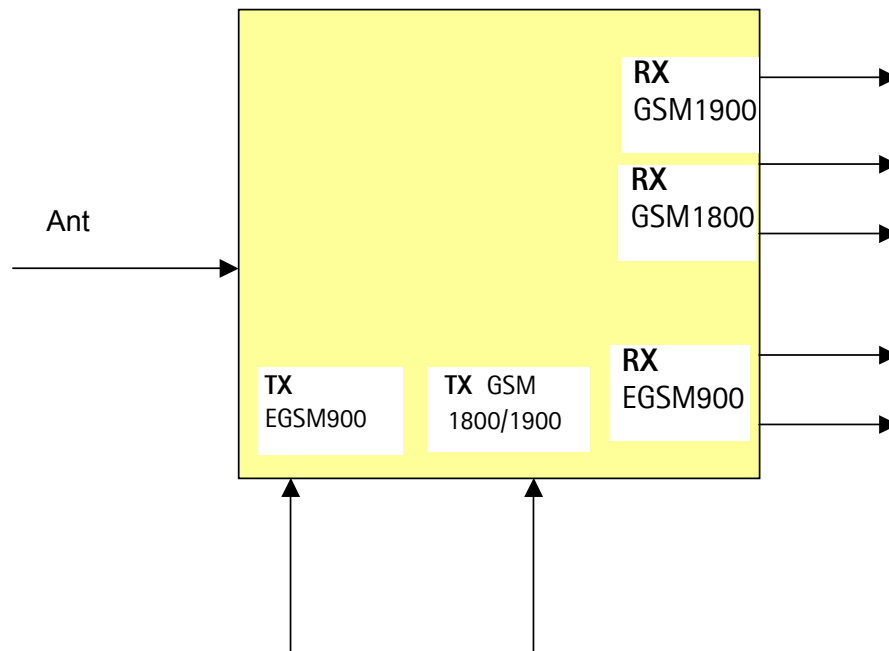 RX
GSM1900
RX
GSM1800
Ant
RX
EGSM900
TX
EGSM900
TX GSM
1800/1900